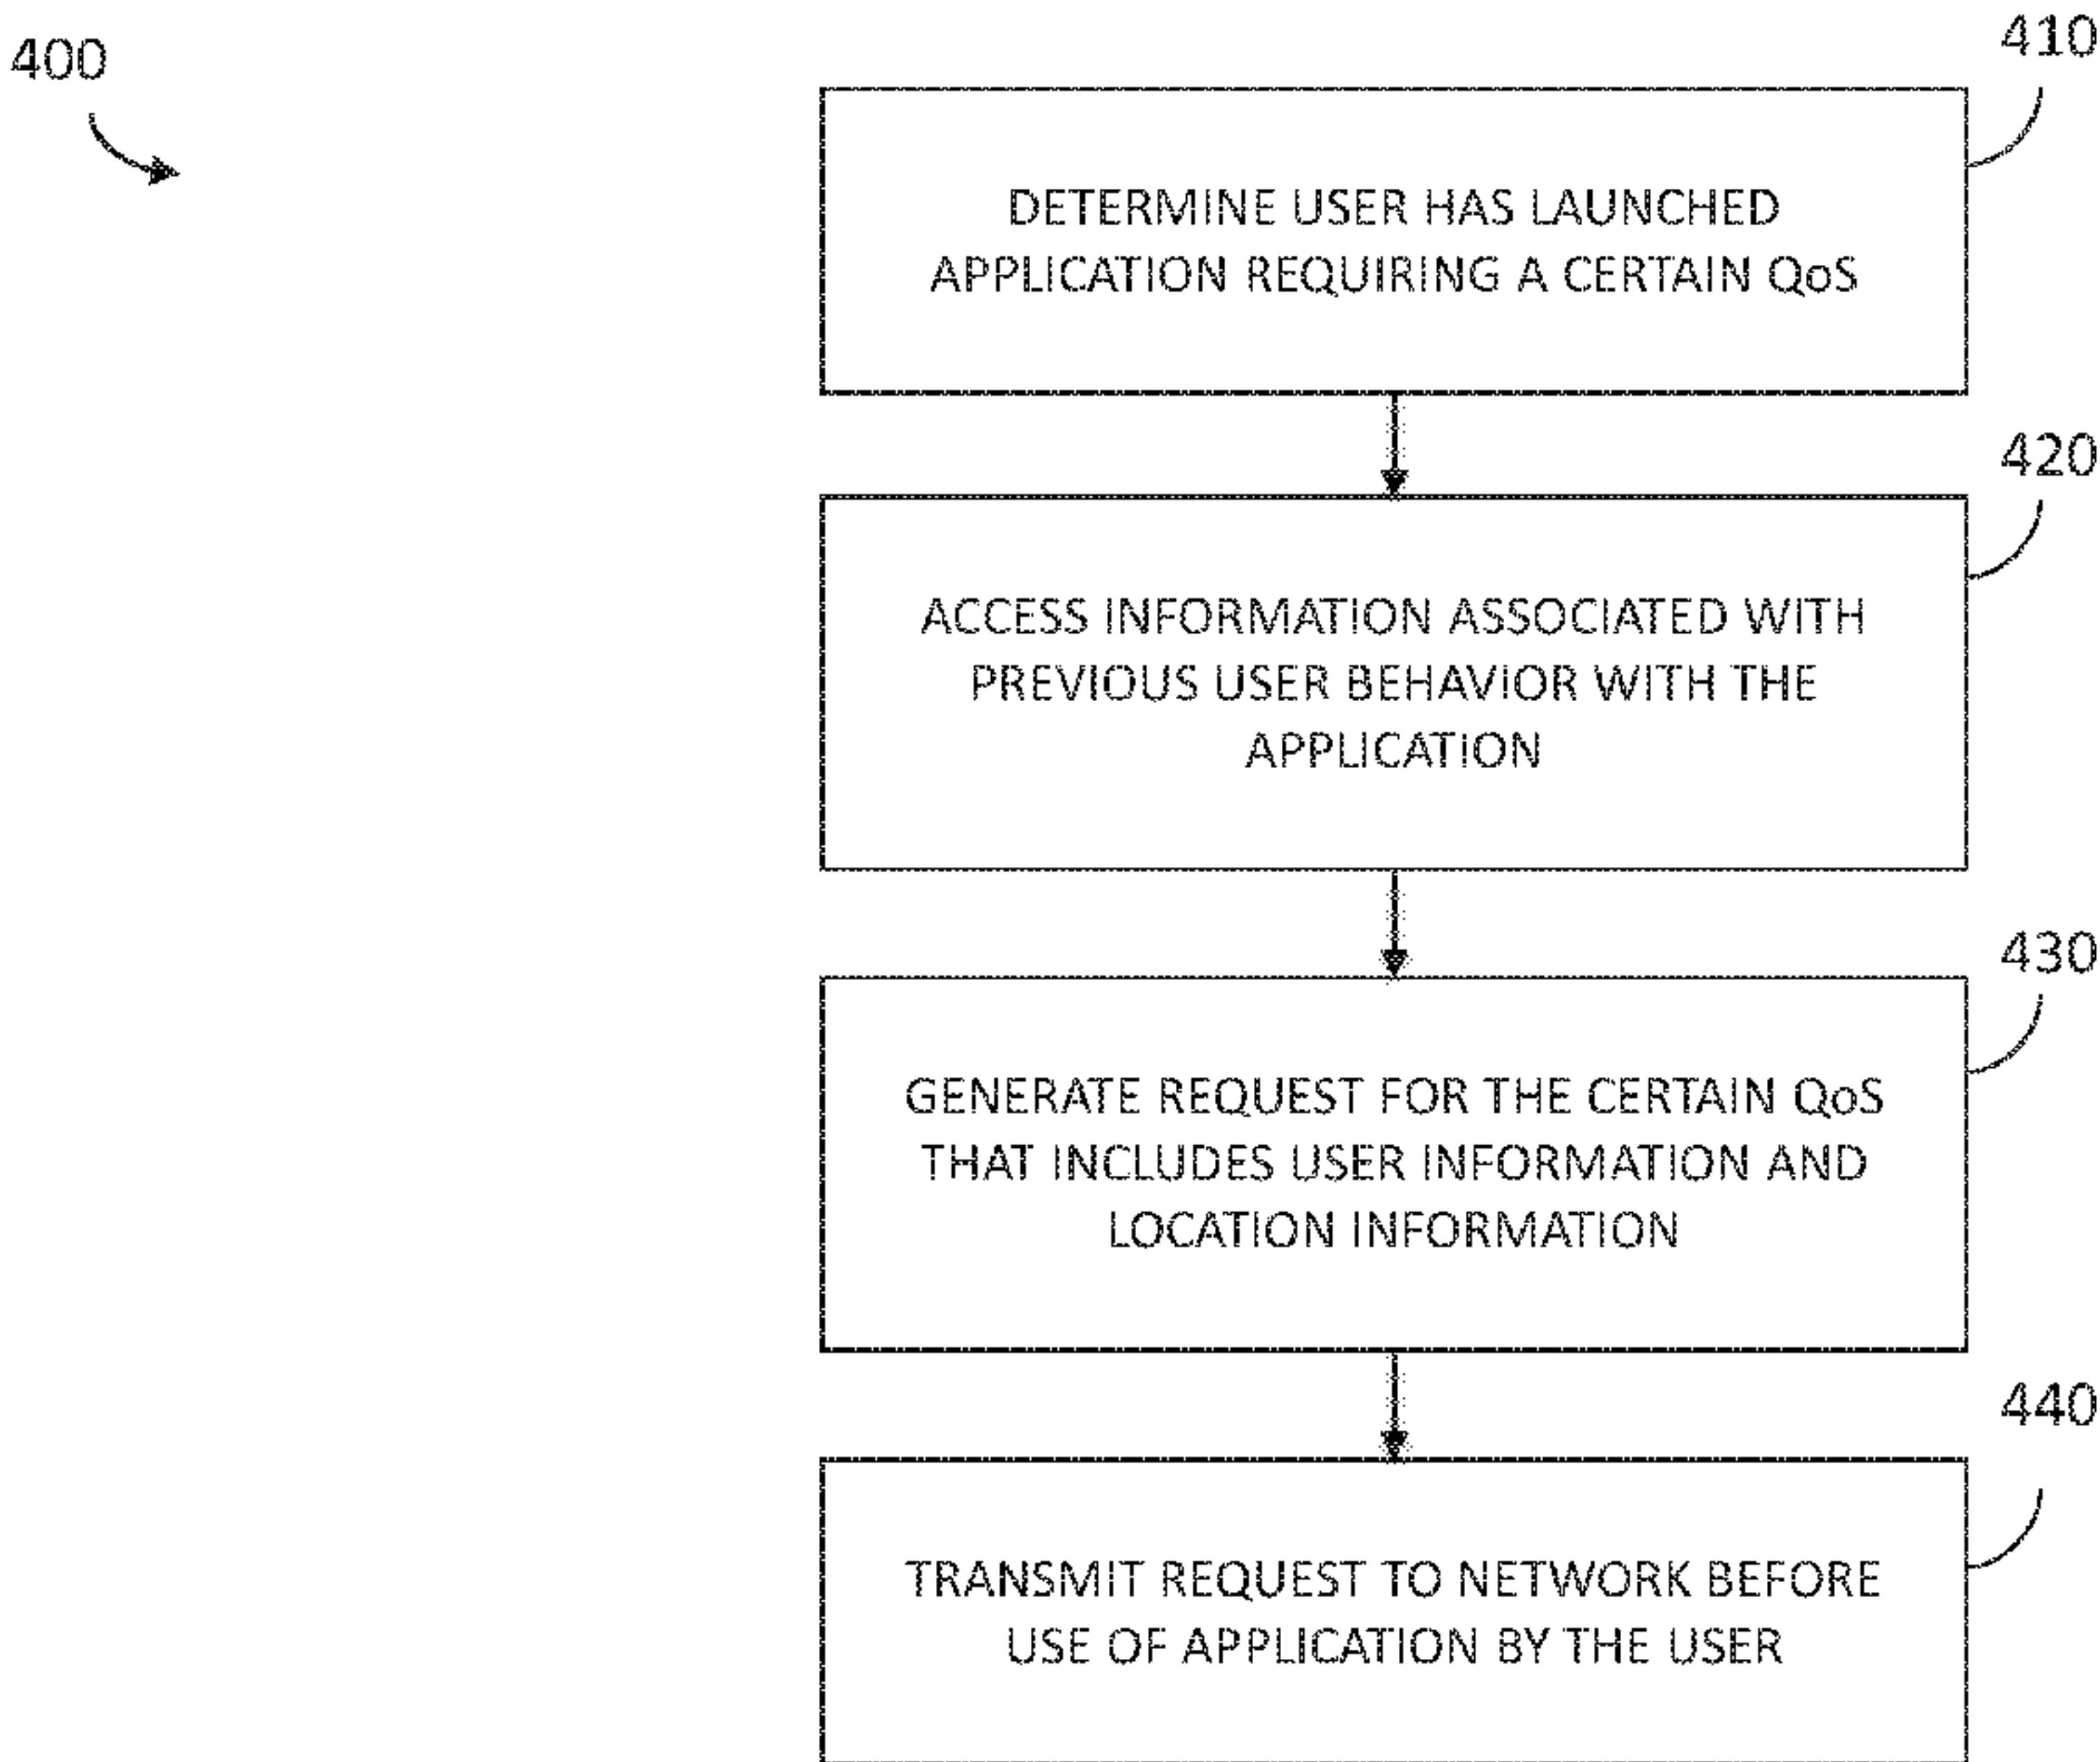 400
410
DETERMINE USER HAS LAUNCHED
APPLICATION REQUIRING A CERTAIN QoS
420
ACCESS INFORMATION ASSOCIATED WITH
PREVIOUS USER BEHAVIOR WITH THE
APPLICATION
430
GENERATE REQUEST FOR THE CERTAIN QoS
THAT INCLUDES USER INFORMATION AND
LOCATION INFORMATION
440
TRANSMIT REQUEST TO NETWORK BEFORE
USE OF APPLICATION BY THE USER